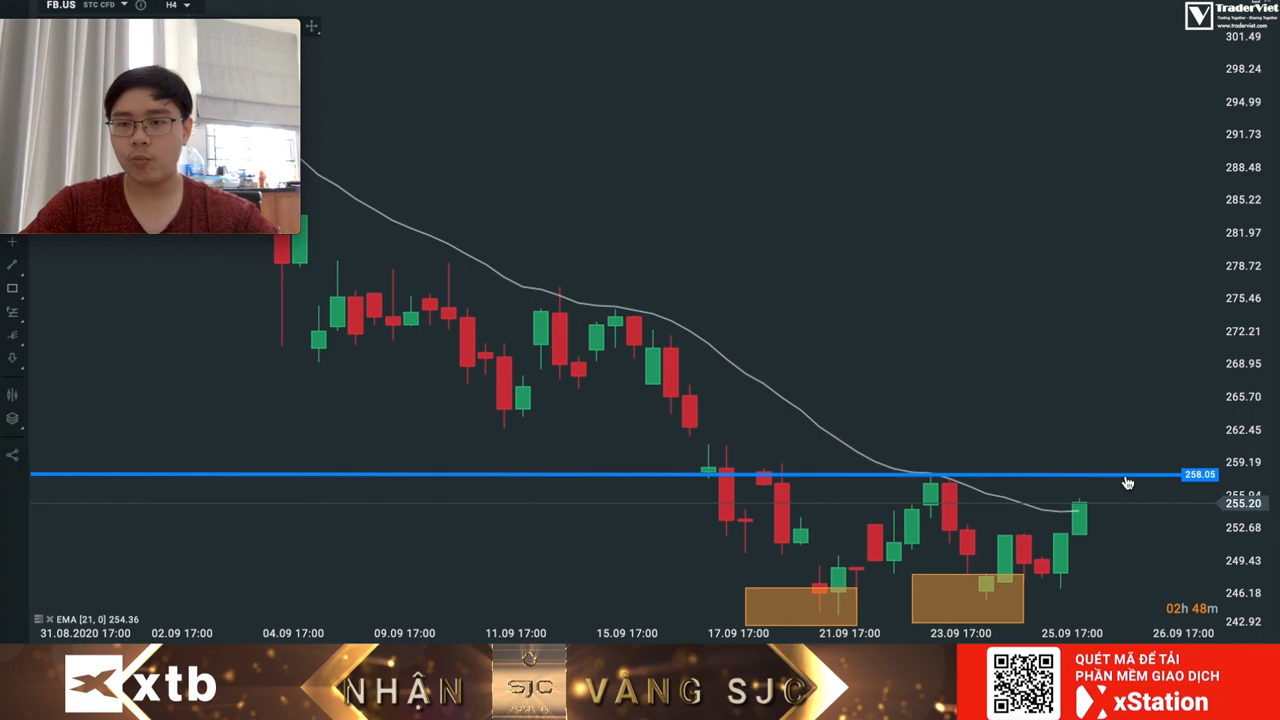 FB.US STC CFD H4
TraderViet
Trading Together - Sharing Together
www.traderviet.com
301.49
298.24
294.99
291.73
288.48
285.22
281.97
278.72
275.46
272.21
268.95
265.70
262.45
259.19
258.05
255.94
255.20
252.68
249.43
246.18
242.92
02h 48m
EMA [21, 0] 254.36
31.08.2020 17:00 02.09 17:00 04.09 17:00 09.09 17:00 11.09 17:00 15.09 17:00 17.09 17:00 21.09 17:00 23.09 17:00 25.09 17:00 26.09 17:00
xtb
NHẬN SJC VÀNG SJC
QUÉT MÃ ĐỂ TẢI
PHẦN MỀM GIAO DỊCH
xStation